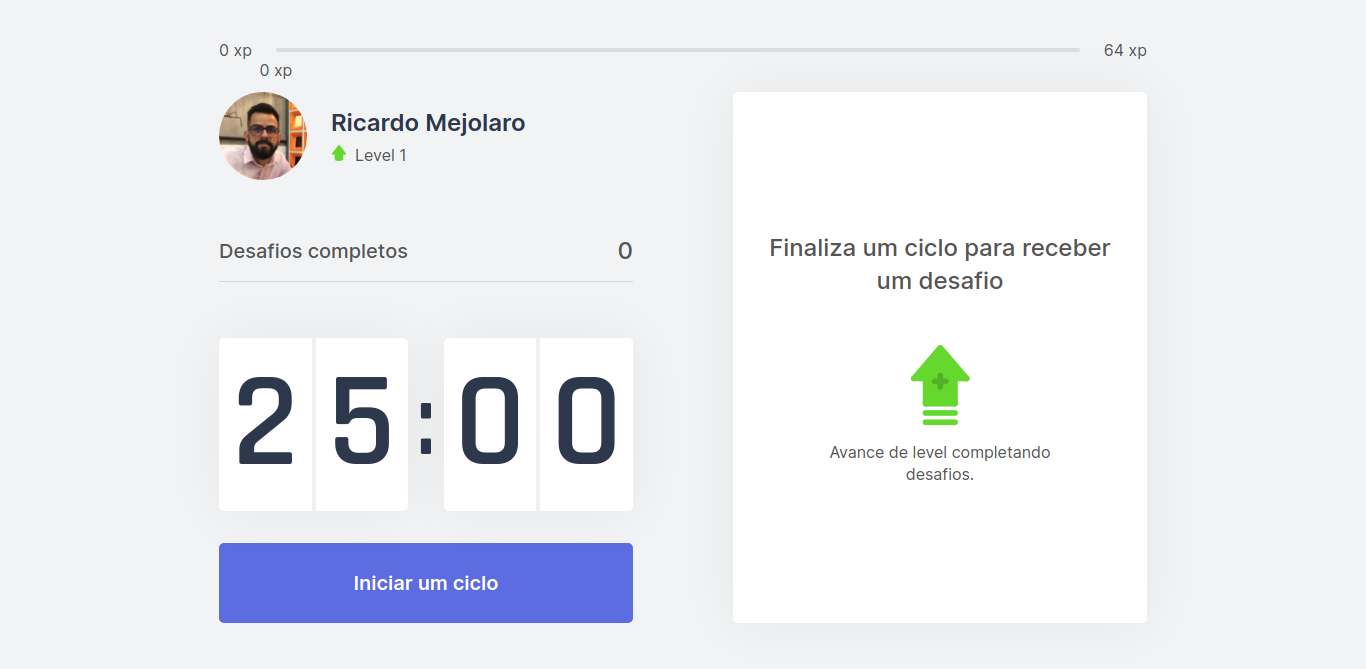 0 xp 64 xp
0 xp
Ricardo Mejolaro
Level 1
Desafios completos 0
25:00
Iniciar um ciclo
Finaliza um ciclo para receber
um desafio
Avance de level completando
desafios.